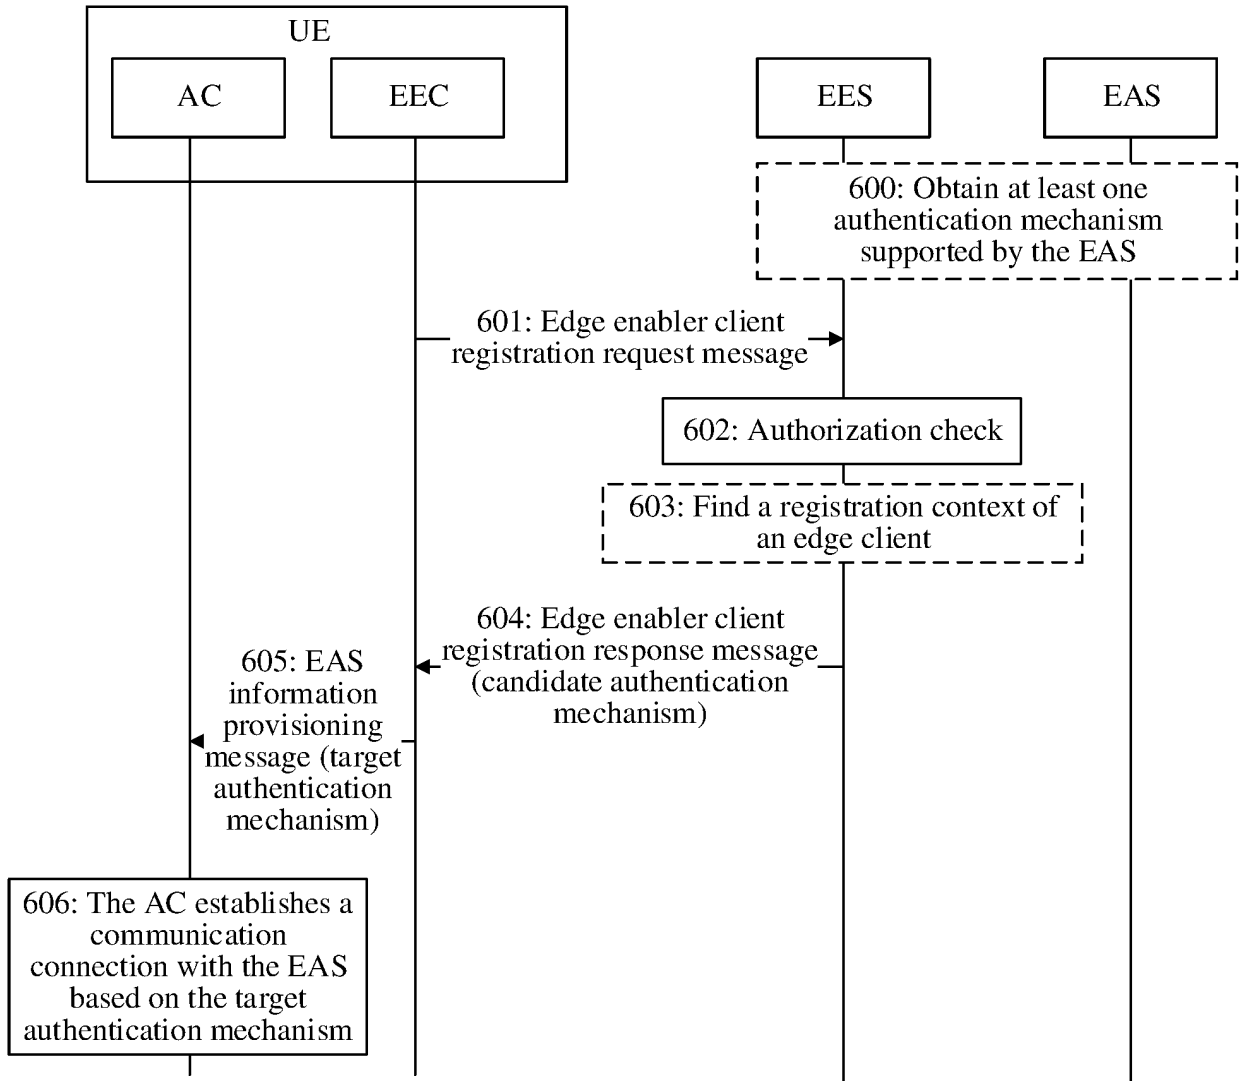 UE
AC
EEC
EES
EAS
600: Obtain at least one
authentication mechanism
supported by the EAS
601: Edge enabler client
registration request message
602: Authorization check
603: Find a registration context of
an edge client
604: Edge enabler client
registration response message
(candidate authentication
mechanism)
605: EAS
information
provisioning
message (target
authentication
mechanism)
606: The AC establishes a
communication
connection with the EAS
based on the target
authentication mechanism